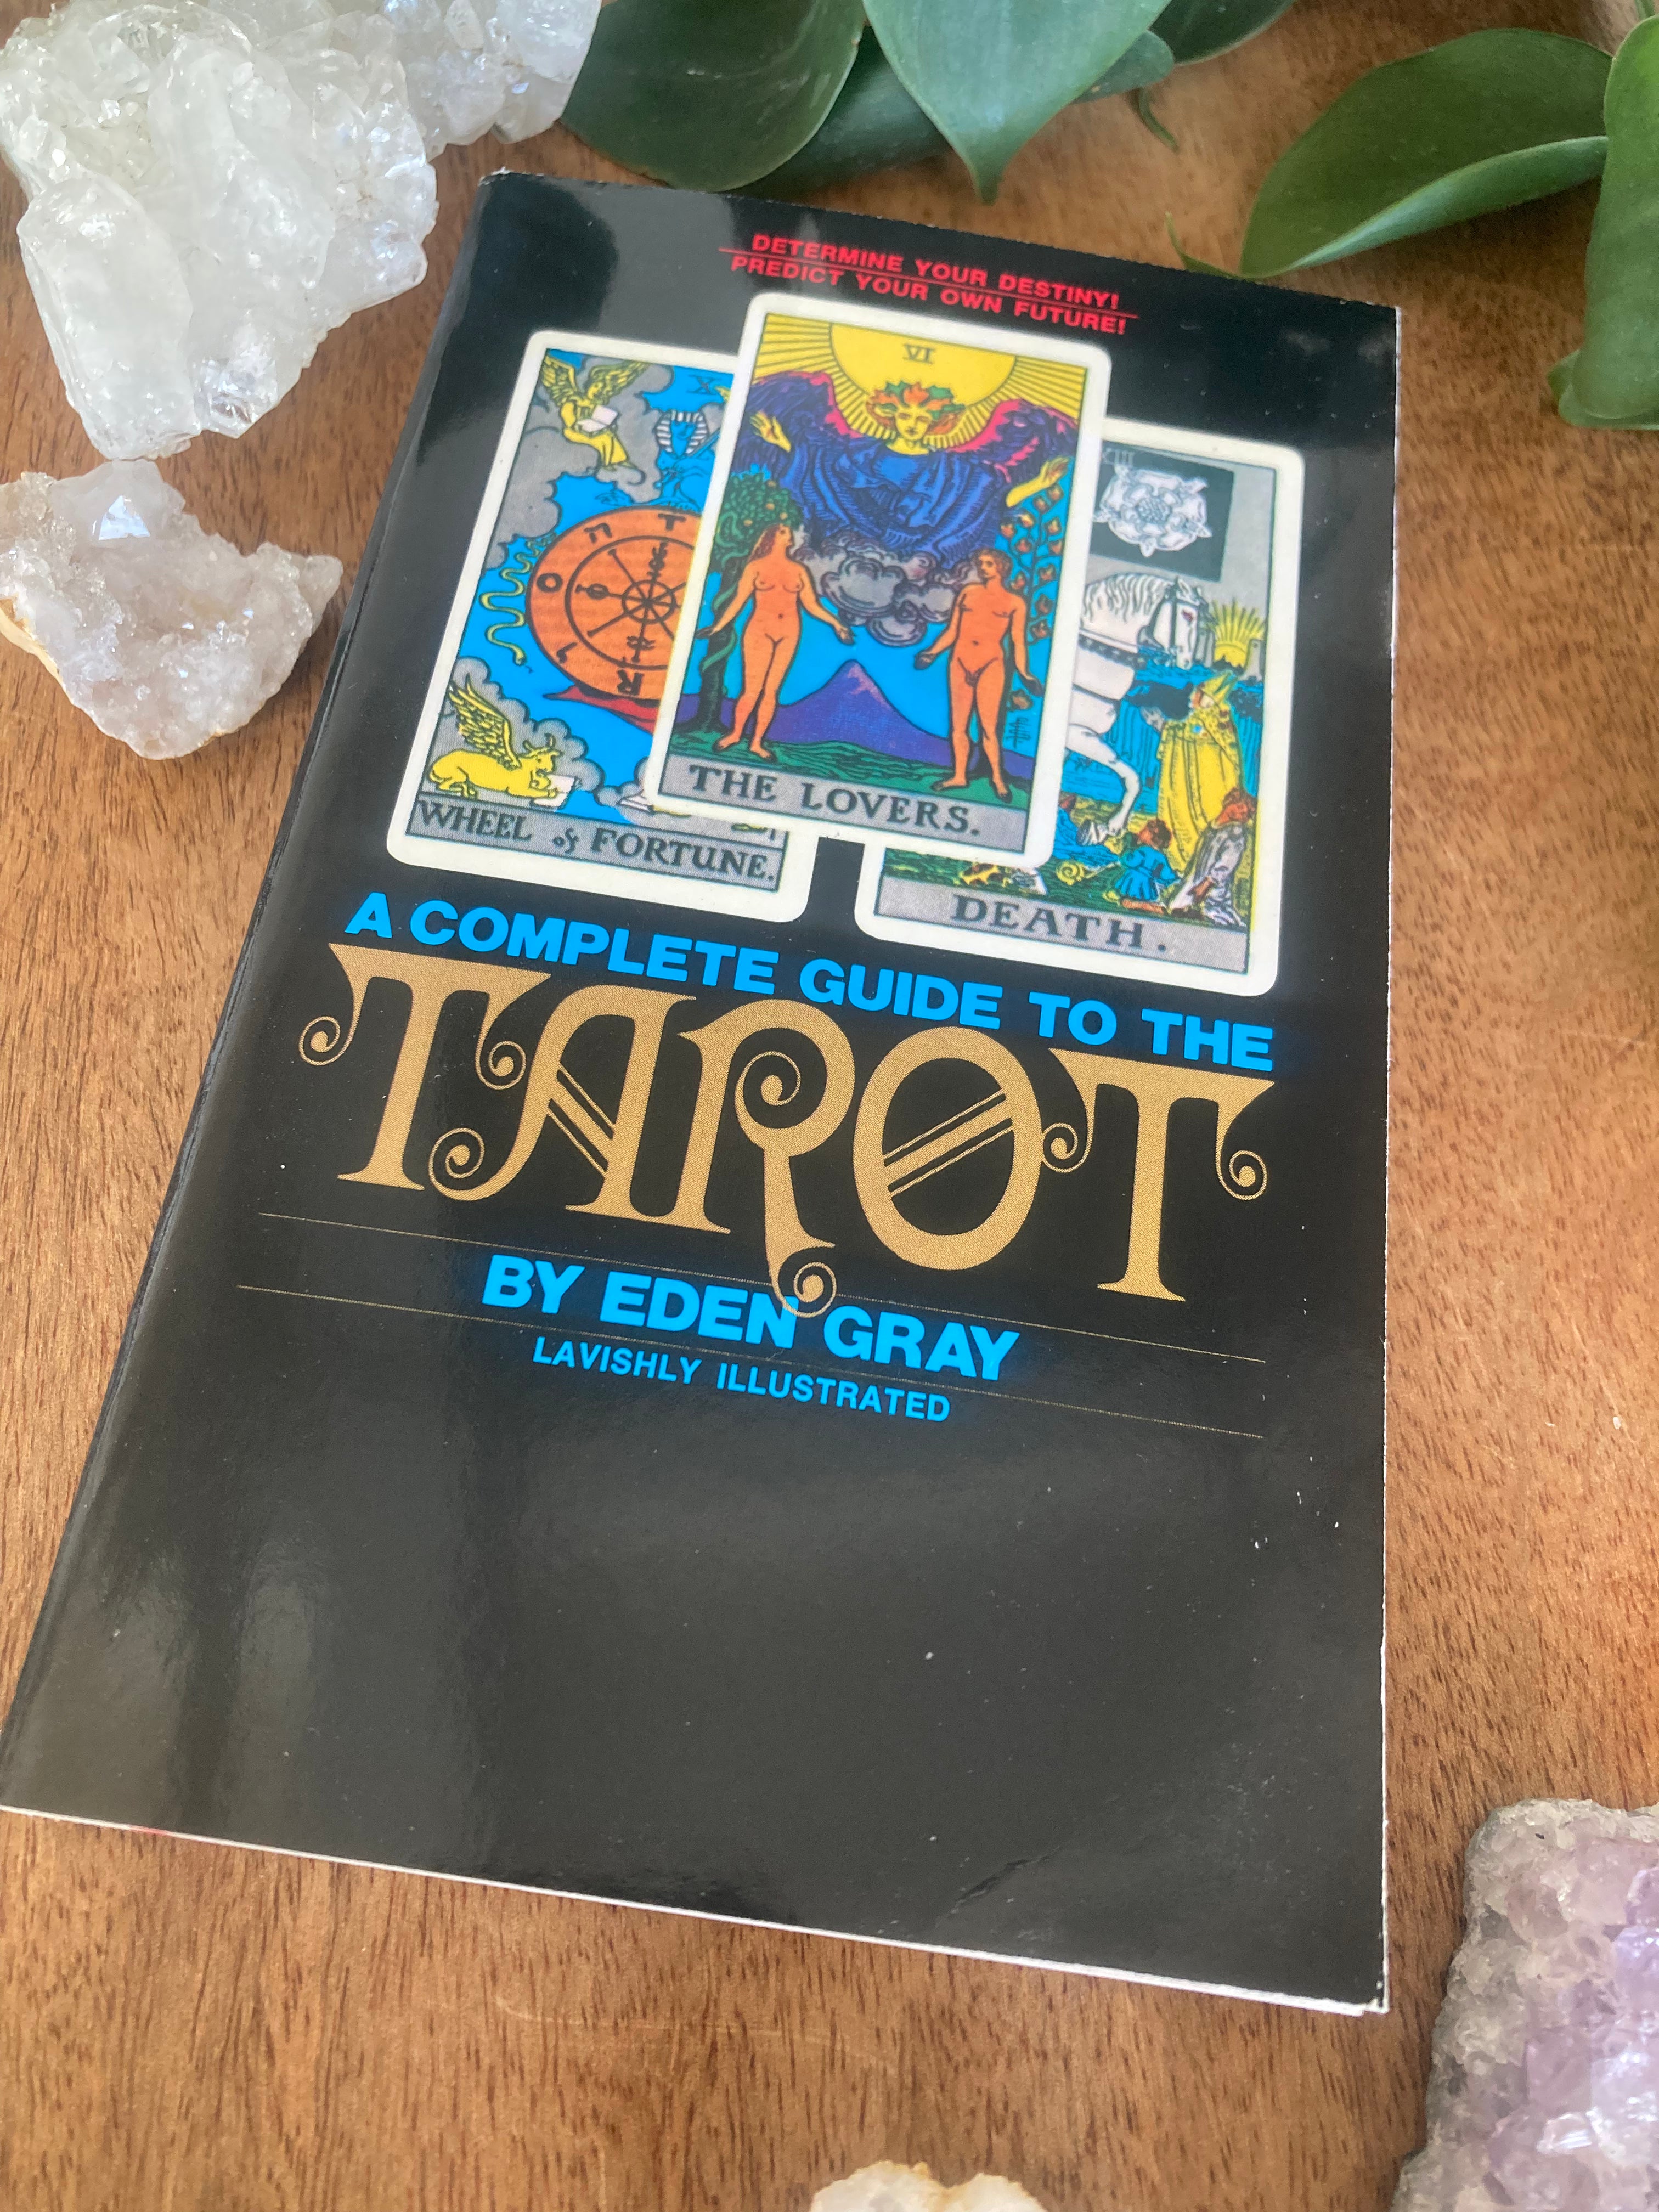 DETERMINE YOUR DESTINY!
PREDICT YOUR OWN FUTURE!
X
VI
XIII
T
O
R
THE LOVERS.
WHEEL of FORTUNE.
DEATH.
A COMPLETE GUIDE TO THE
TAROT
BY EDEN GRAY
LAVISHLY ILLUSTRATED